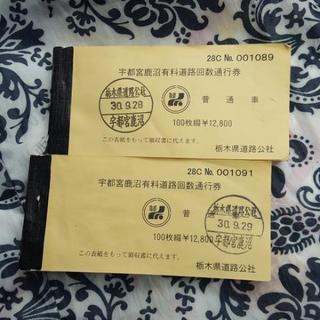 28C № 001089
宇都宮鹿沼有料道路回数通行券
普通車
栃木県道路公社
30.9.28
宇都宮鹿沼
100枚綴¥12,800
この表紙をもって領収書に代えます。
栃木県道路公社
28C № 001091
宇都宮鹿沼有料道路回数通行券
普
栃木県道路公社
30.9.28
宇都宮鹿沼
100枚綴¥12,800
この表紙をもって領収書に代えます。
栃木県道路公社